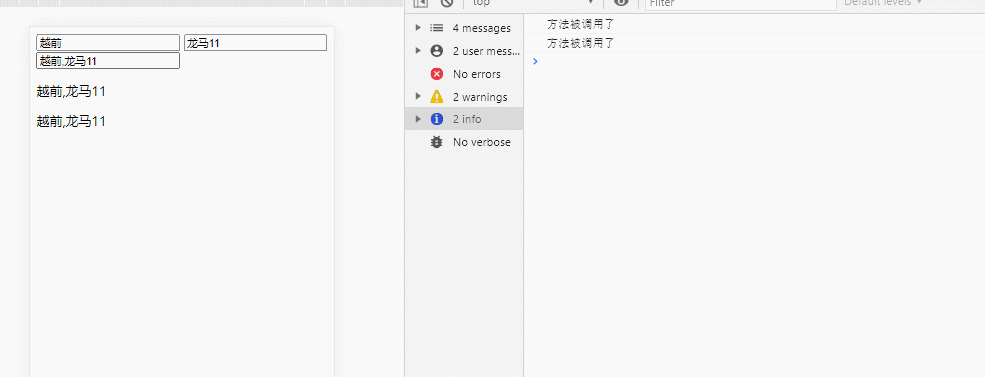 越前 龙马11
越前,龙马11
越前,龙马11
越前,龙马11
top ▼ Filter Default levels ▼
4 messages
2 user mess...
No errors
2 warnings
2 info
No verbose
方法被调用了
方法被调用了